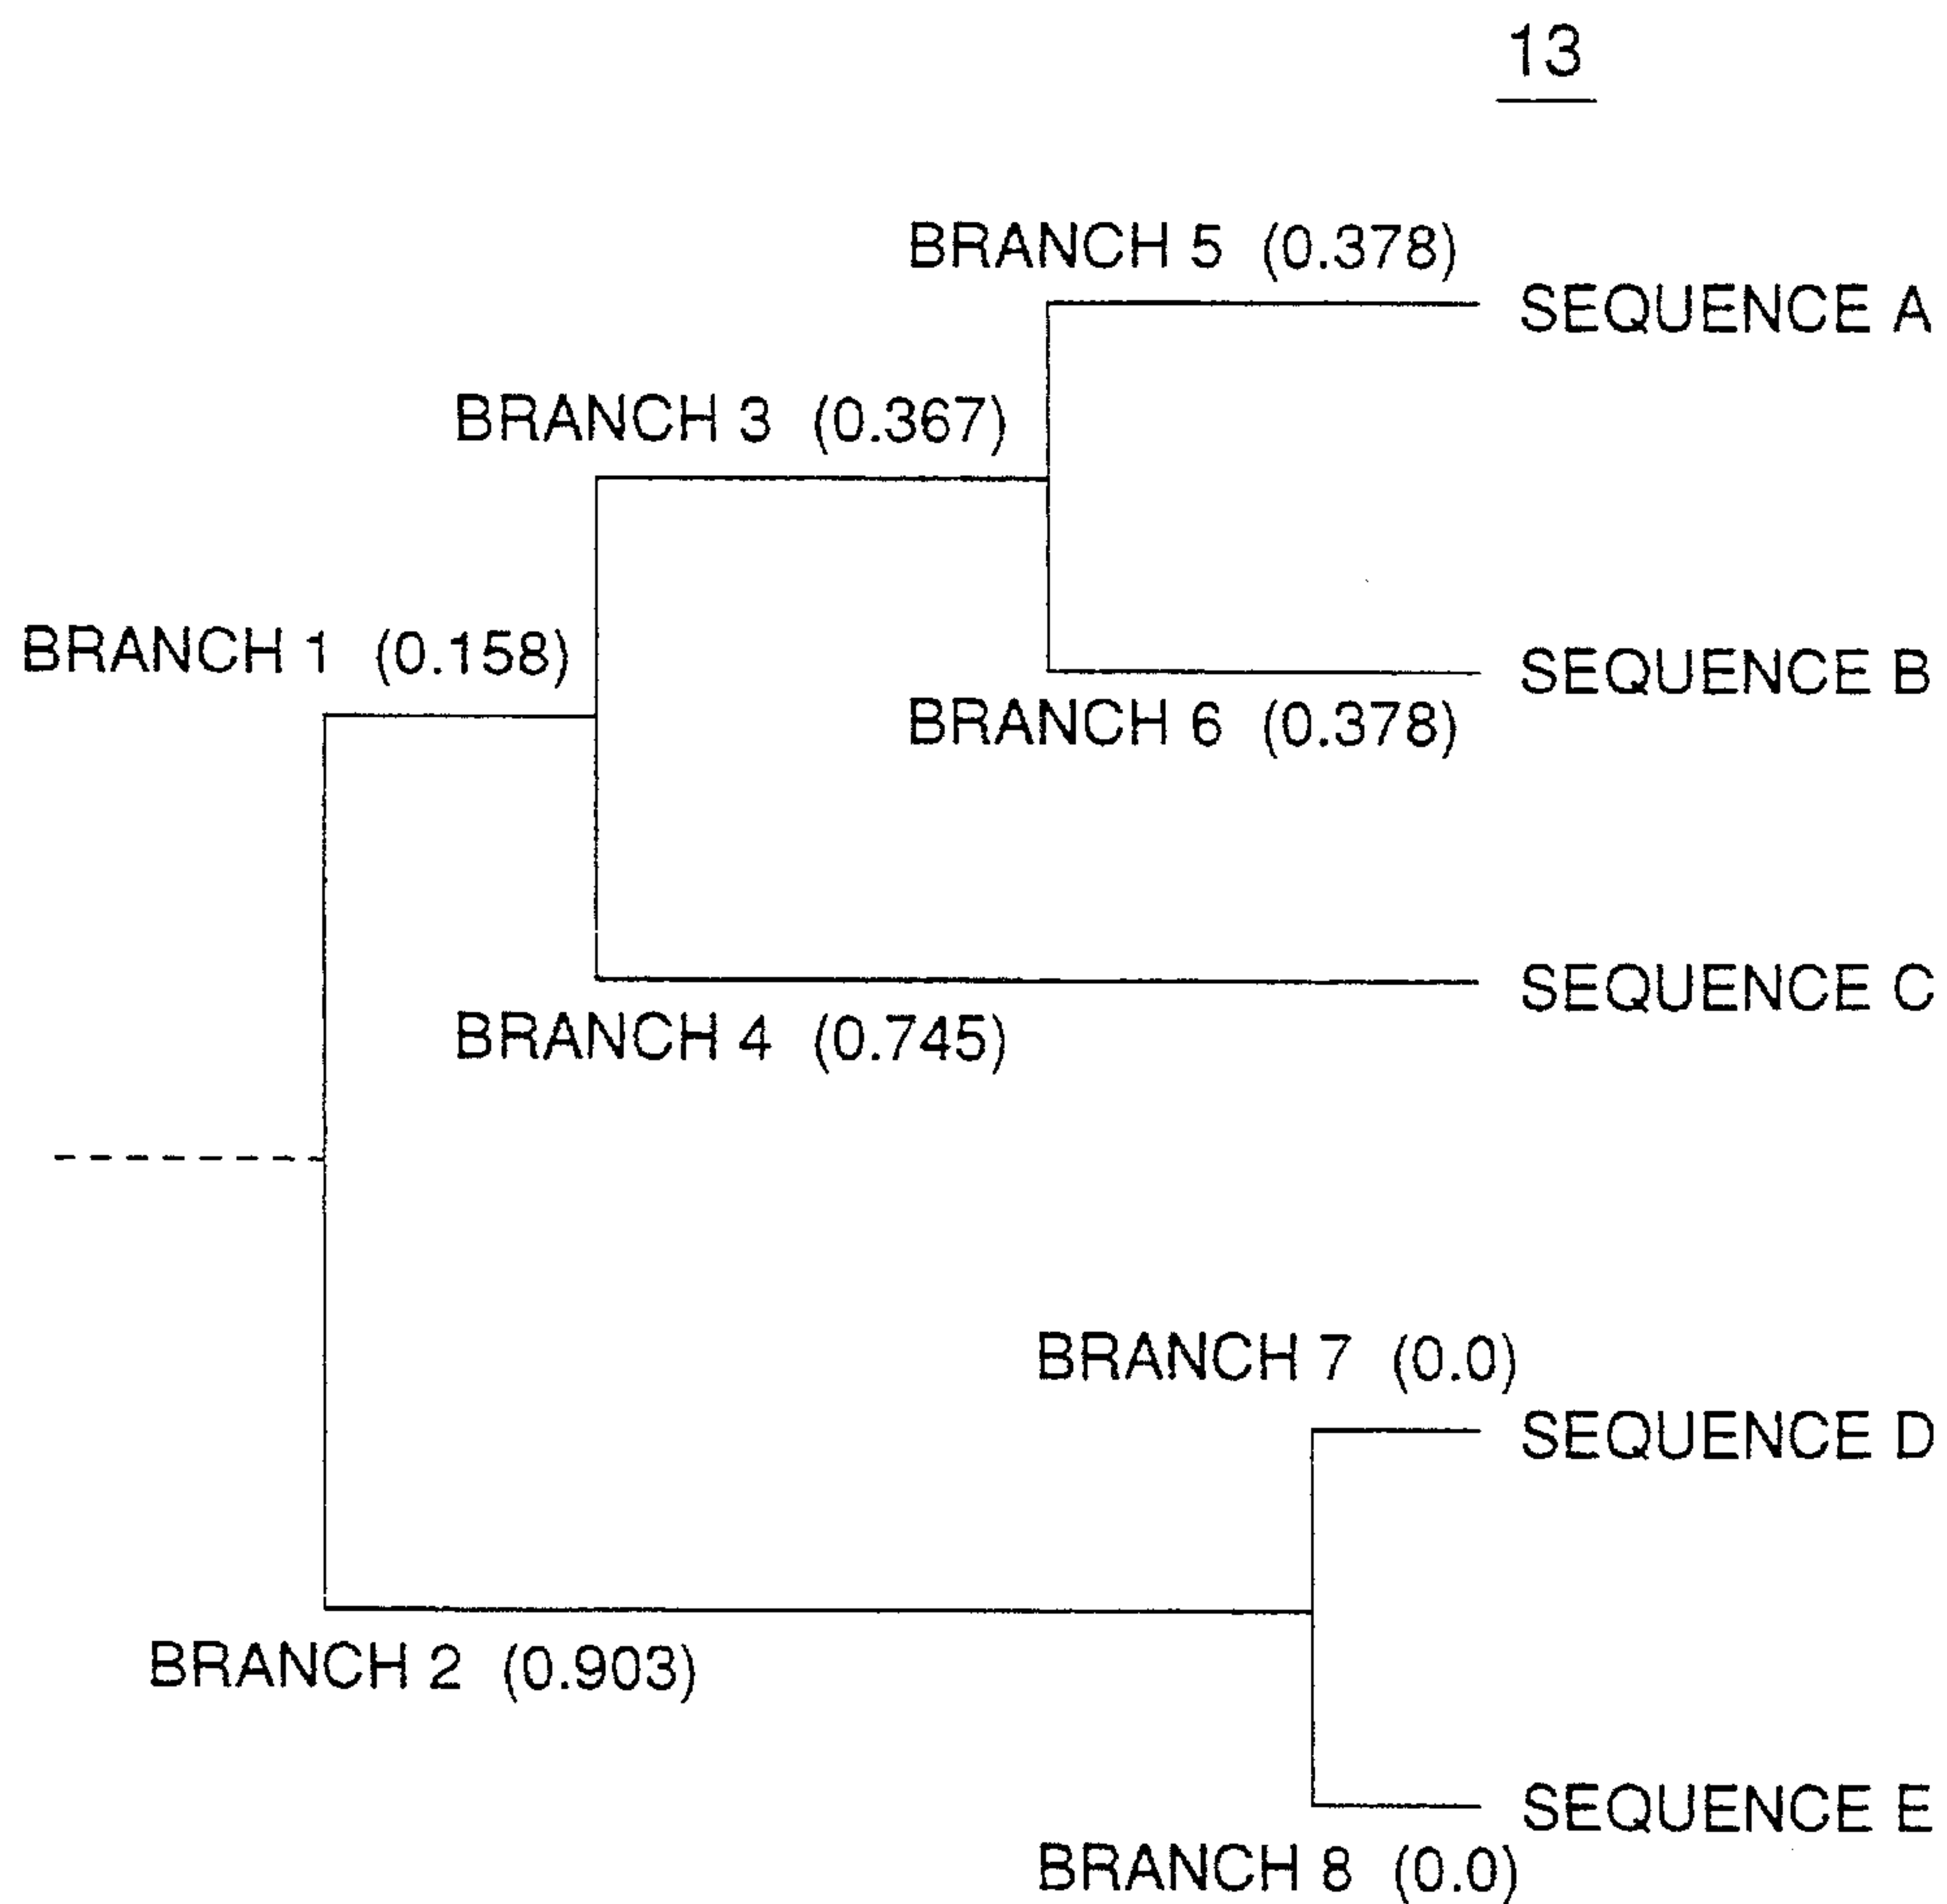 13
BRANCH 5 (0.378)
SEQUENCE A
BRANCH 3 (0.367)
BRANCH 1 (0.158)
SEQUENCE B
BRANCH 6 (0.378)
SEQUENCE C
BRANCH 4 (0.745)
BRANCH 7 (0.0)
SEQUENCE D
BRANCH 2 (0.903)
SEQUENCE E
BRANCH 8 (0.0)